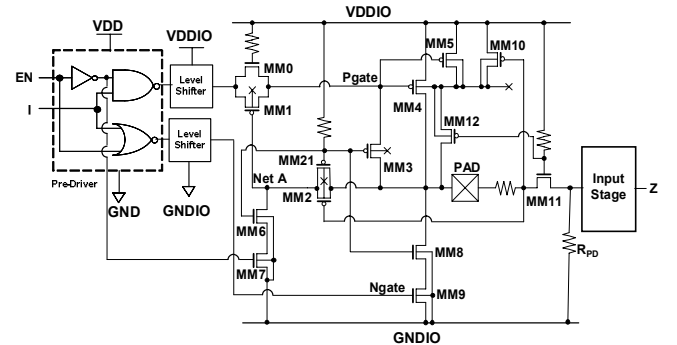 VDD
VDDIO
VDDIO
EN
I
Level
Shifter
Level
Shifter
Pre-Driver
GND
GNDIO
MM0
MM1
Pgate
MM5
MM10
MM4
MM12
MM21
MM3
Net A
MM2
PAD
MM11
Input
Stage
Z
MM6
MM7
MM8
RPD
Ngate
MM9
GNDIO